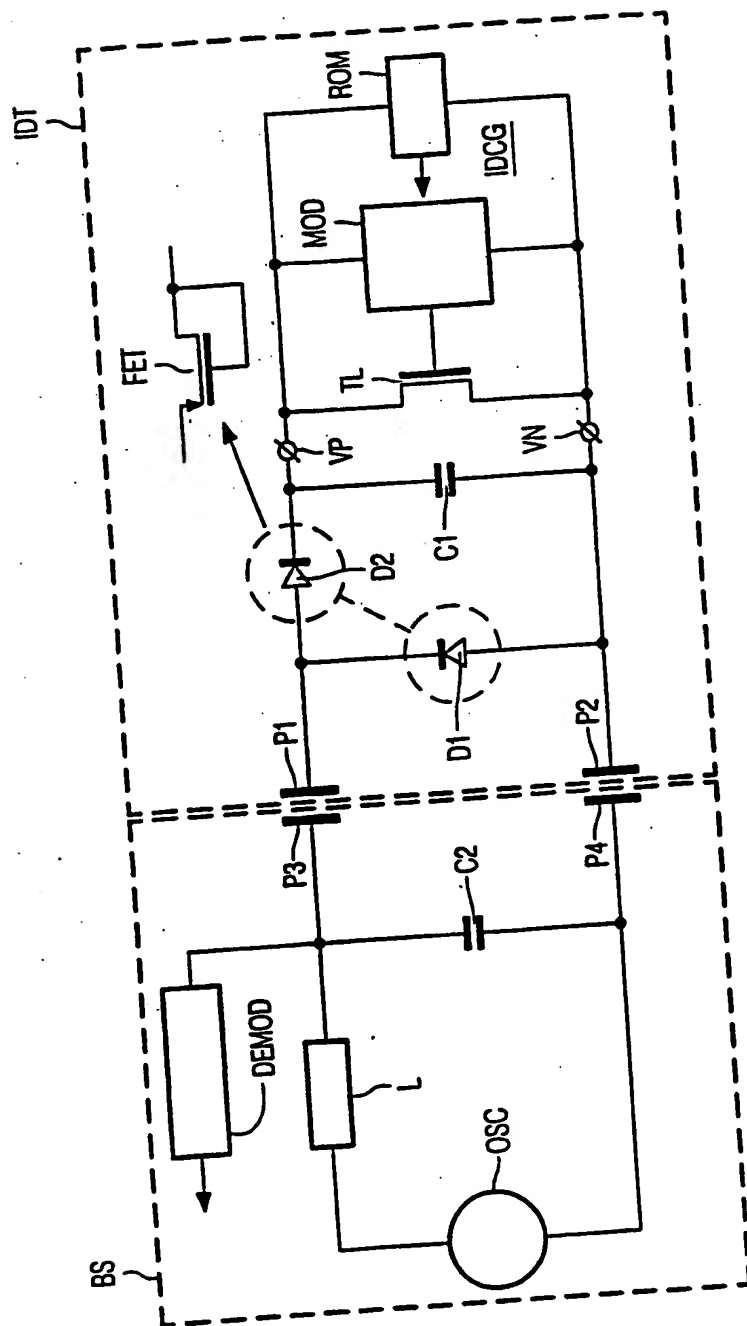 IDT
ROM
IDCG
MOD
FET
TL
VP
VN
C1
D2
D1
P1
P2
P3
P4
C2
DEMOD
L
OSC
BS